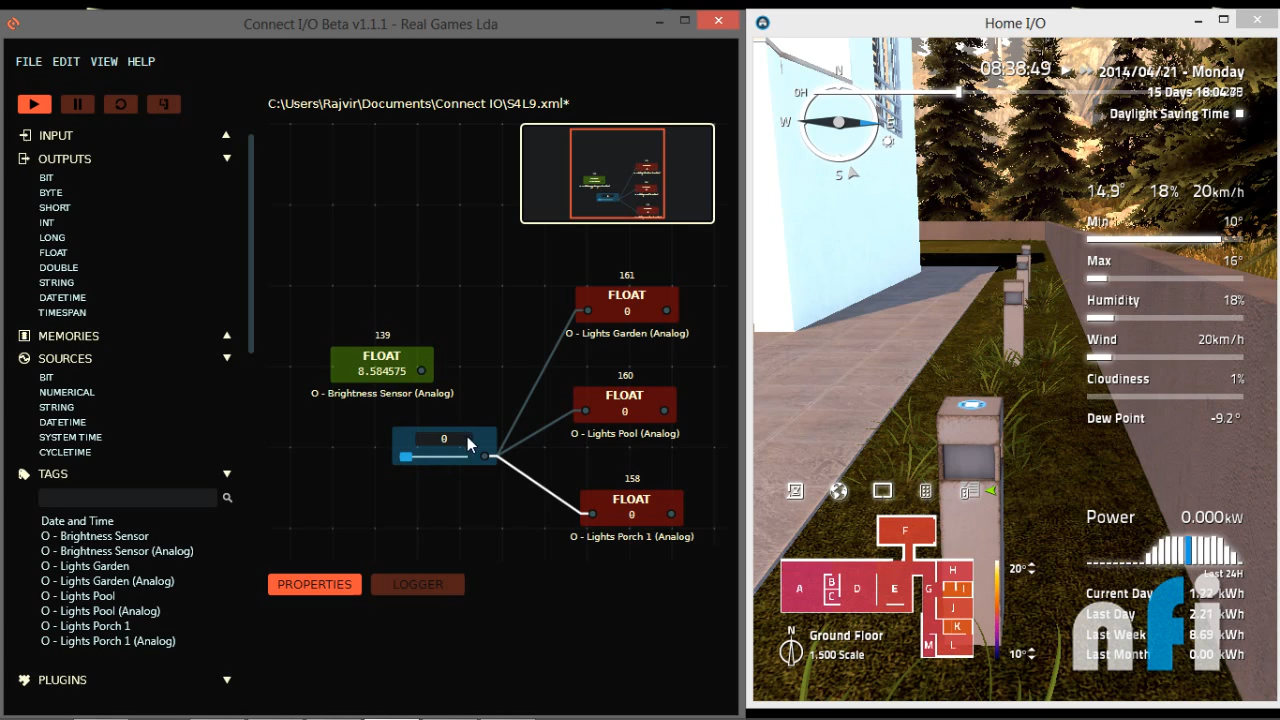 Connect I/O Beta v1.1.1 - Real Games Lda
FILE EDIT VIEW HELP
C:\Users\Rajvir\Documents\Connect IO\S4L9.xml*
INPUT
OUTPUTS
BIT
BYTE
SHORT
INT
LONG
FLOAT
DOUBLE
STRING
DATETIME
TIMESPAN
MEMORIES
SOURCES
BIT
NUMERICAL
STRING
DATETIME
SYSTEM TIME
CYCLETIME
TAGS
Date and Time
O - Brightness Sensor
O - Brightness Sensor (Analog)
O - Lights Garden
O - Lights Garden (Analog)
O - Lights Pool
O - Lights Pool (Analog)
O - Lights Porch 1
O - Lights Porch 1 (Analog)
PLUGINS
139
FLOAT
8.584575
O - Brightness Sensor (Analog)
0
161
FLOAT
0
O - Lights Garden (Analog)
160
FLOAT
0
O - Lights Pool (Analog)
158
FLOAT
0
O - Lights Porch 1 (Analog)
PROPERTIES
LOGGER
Home I/O
N
W
E
S
08:38:49
2014/04/21 - Monday
0H
15 Days
Daylight Saving Time
14.9° 18% 20km/h
Min 10°
Max 16°
Humidity 18%
Wind 20km/h
Cloudiness 1%
Dew Point -9.2°
Power 0.000kW
Last 24H
Current Day 1.22 kWh
Last Day 2.21 kWh
Last Week 8.69 kWh
Last Month 0.00 kWh
nfi
F
A
B
C
D
E
G
H
I
J
K
L
M
20°
10°
N
Ground Floor
1:500 Scale